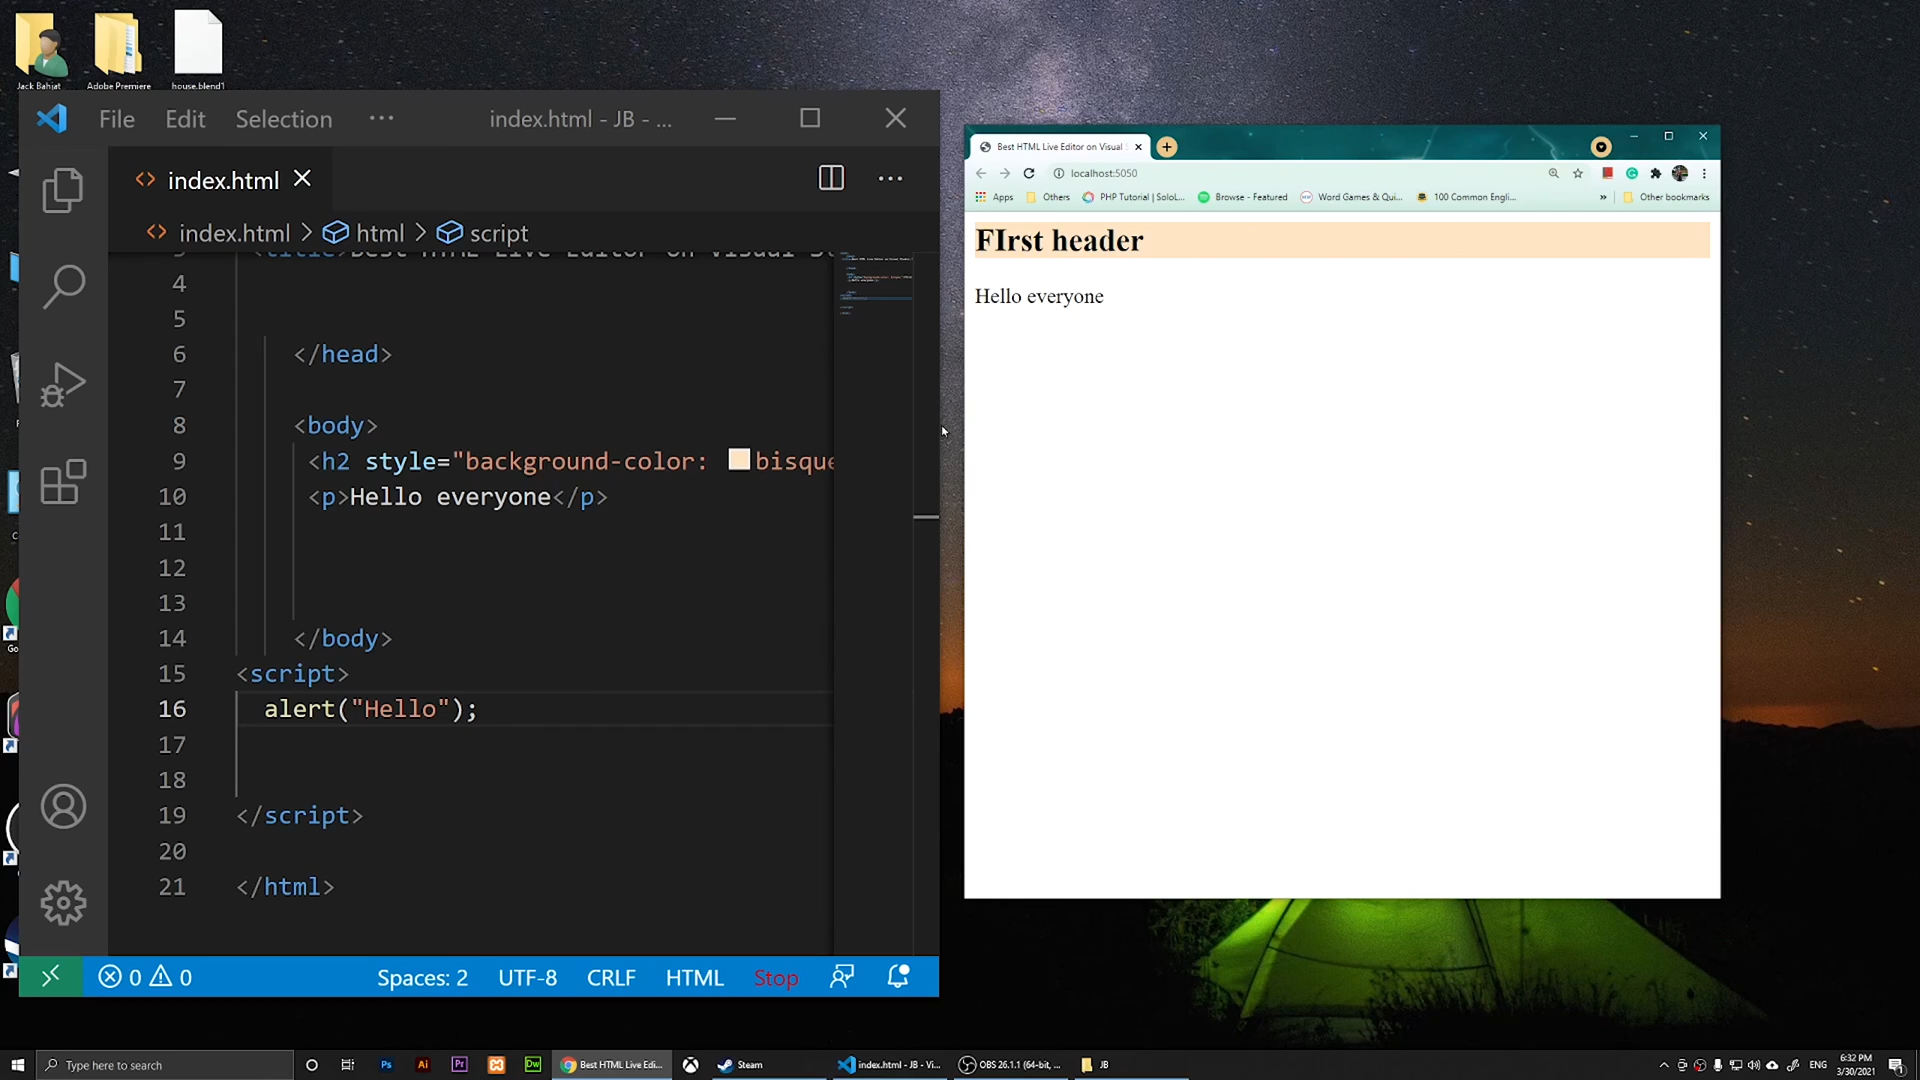 Jack Bahjat
Adobe Premiere
house.blend1
File Edit Selection ··· index.html - JB - ...
index.html
index.html > html > script
4
5
6 </head>
7
8 <body>
9 <h2 style="background-color: bisque
10 <p>Hello everyone</p>
11
12
13
14 </body>
15 <script>
16 alert("Hello");
17
18
19 </script>
20
21 </html>
0 0 Spaces: 2 UTF-8 CRLF HTML Stop
Best HTML Live Editor on Visual
localhost:5050
Apps Others PHP Tutorial | SoloL... Browse - Featured Word Games & Qui... 100 Common Engli... » Other bookmarks
FIrst header
Hello everyone
Type here to search
Ps Ai Pr Dw
Best HTML Live Edi...
Steam
index.html - JB - Vi...
OBS 26.1.1 (64-bit, ...
JB
ENG
6:32 PM
3/30/2021